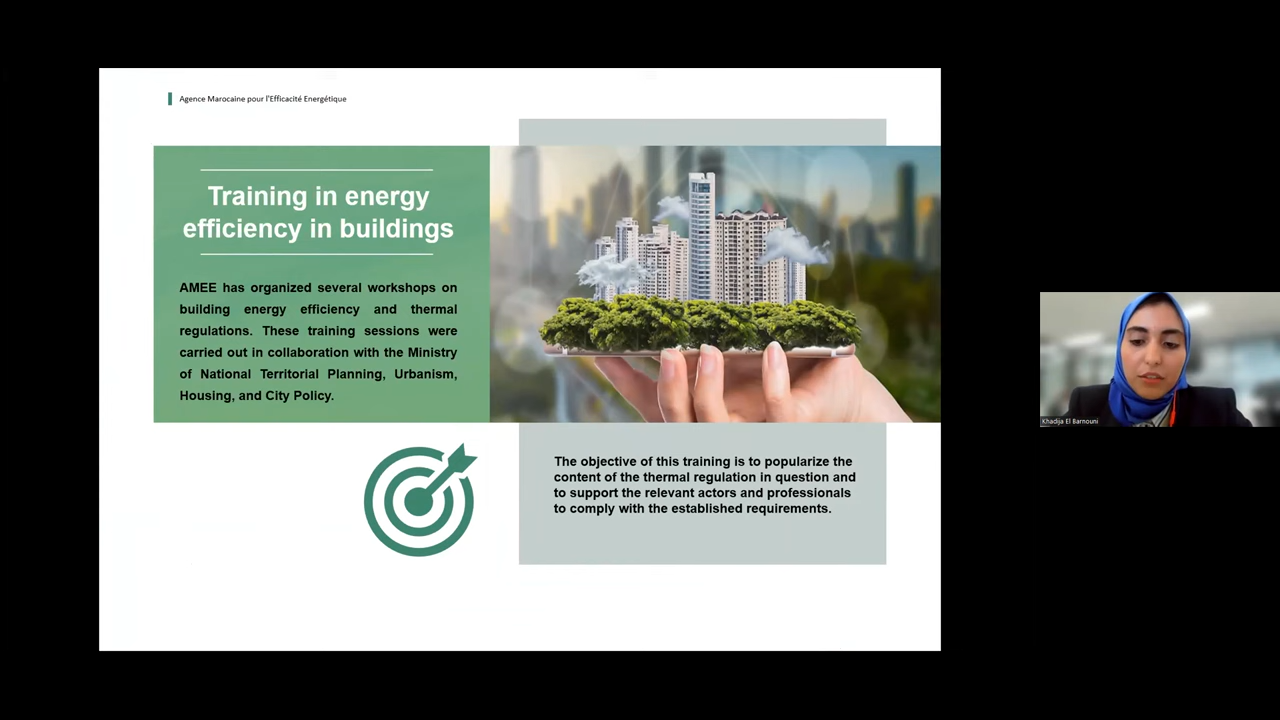 Agence Marocaine pour l'Efficacité Energétique
Training in energy
efficiency in buildings
AMEE has organized several workshops on
building energy efficiency and thermal
regulations. These training sessions were
carried out in collaboration with the Ministry
of National Territorial Planning, Urbanism,
Housing, and City Policy.
The objective of this training is to popularize the
content of the thermal regulation in question and
to support the relevant actors and professionals
to comply with the established requirements.
Khadija El Barnouni